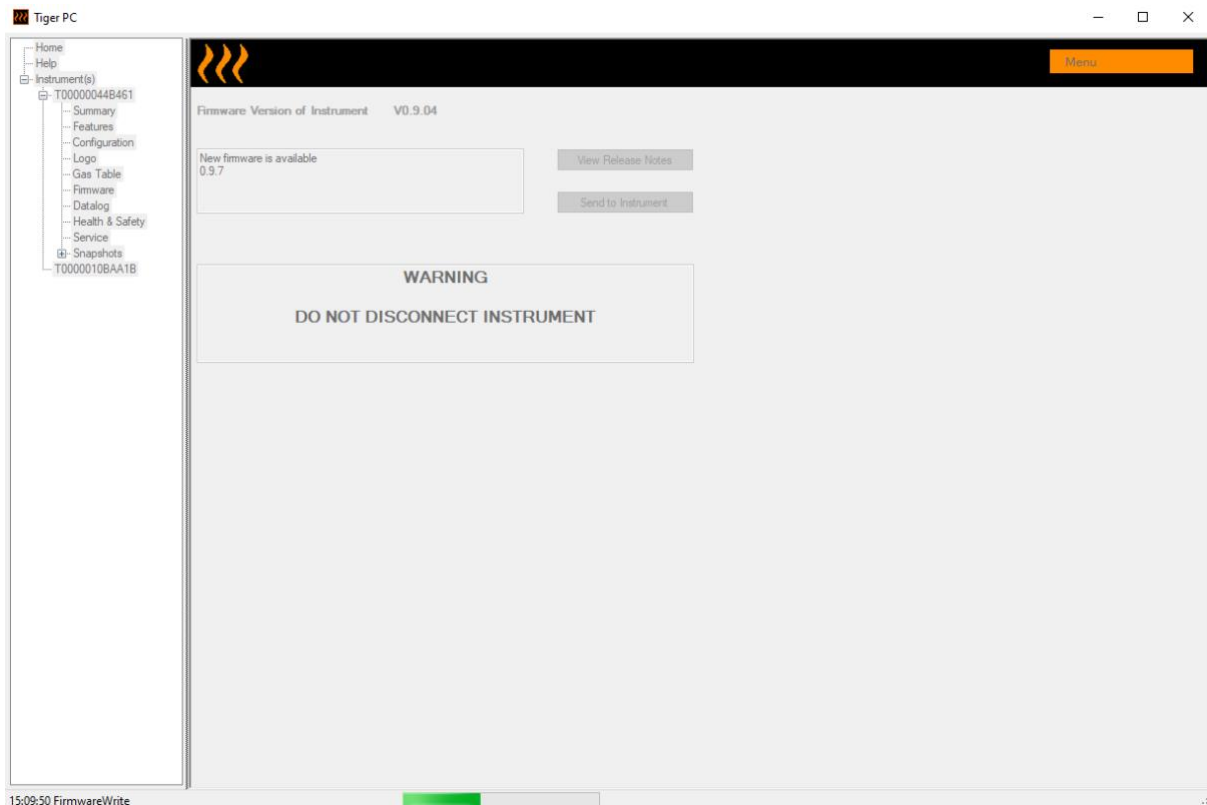 Tiger PC
Home
Help
Instrument(s)
T00000044B461
Summary
Features
Configuration
Logo
Gas Table
Firmware
Datalog
Health & Safety
Service
Snapshots
T0000010BAA1B
Menu
Firmware Version of Instrument V0.9.04
New firmware is available
0.9.7
View Release Notes
Send to Instrument
WARNING
DO NOT DISCONNECT INSTRUMENT
15:09:50 FirmwareWrite